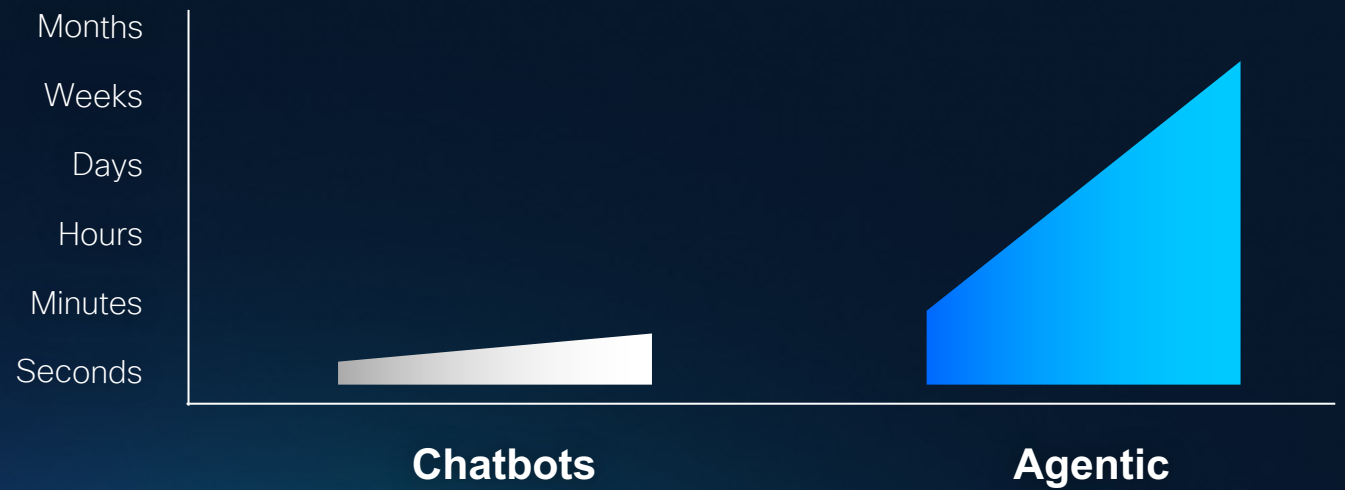 Months
Weeks
Days
Hours
Minutes
Seconds
Chatbots
Agentic